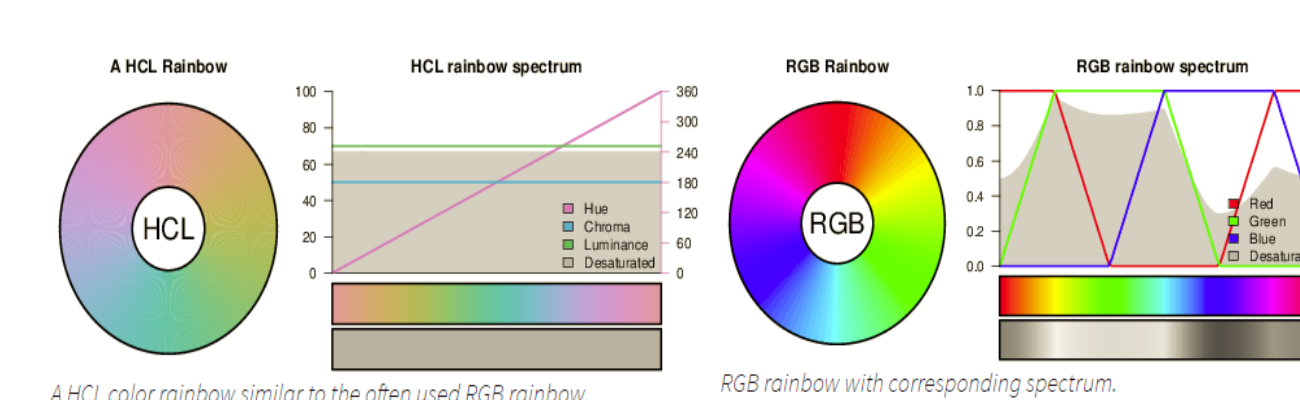 A HCL Rainbow
HCL
HCL rainbow spectrum
100
80
60
40
20
0
360
300
240
180
120
60
0
Hue
Chroma
Luminance
Desaturated
A HCL color rainbow similar to the often used RGB rainbow
RGB Rainbow
RGB
RGB rainbow spectrum
1.0
0.8
0.6
0.4
0.2
0.0
Red
Green
Blue
Desatura
RGB rainbow with corresponding spectrum.